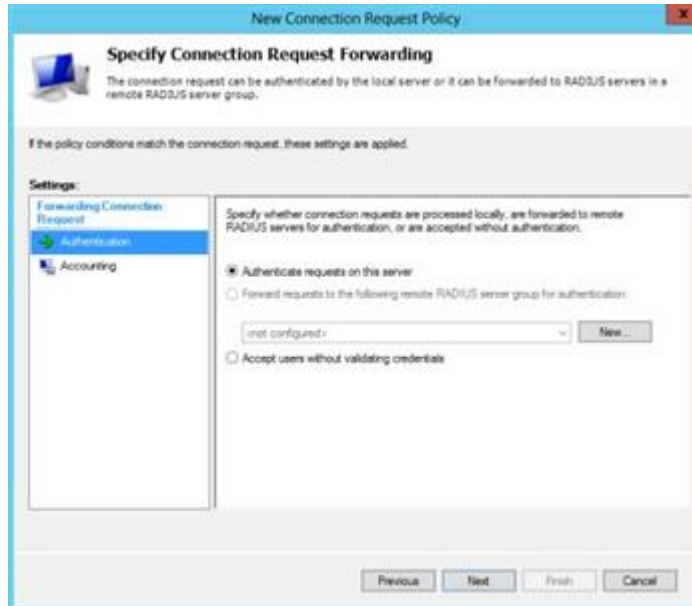 New Connection Request Policy
x
Specify Connection Request Forwarding
The connection request can be authenticated by the local server or it can be forwarded to RADIUS servers in a
remote RADIUS server group.
If the policy conditions match the connection request, these settings are applied.
Settings:
Forwarding Connection
Request
Authentication
Accounting
Specify whether connection requests are processed locally, are forwarded to remote
RADIUS servers for authentication, or are accepted without authentication.
Authenticate requests on this server
Forward requests to the following remote RADIUS server group for authentication:
<not configured>
New...
Accept users without validating credentials
Previous
Next
Finish
Cancel